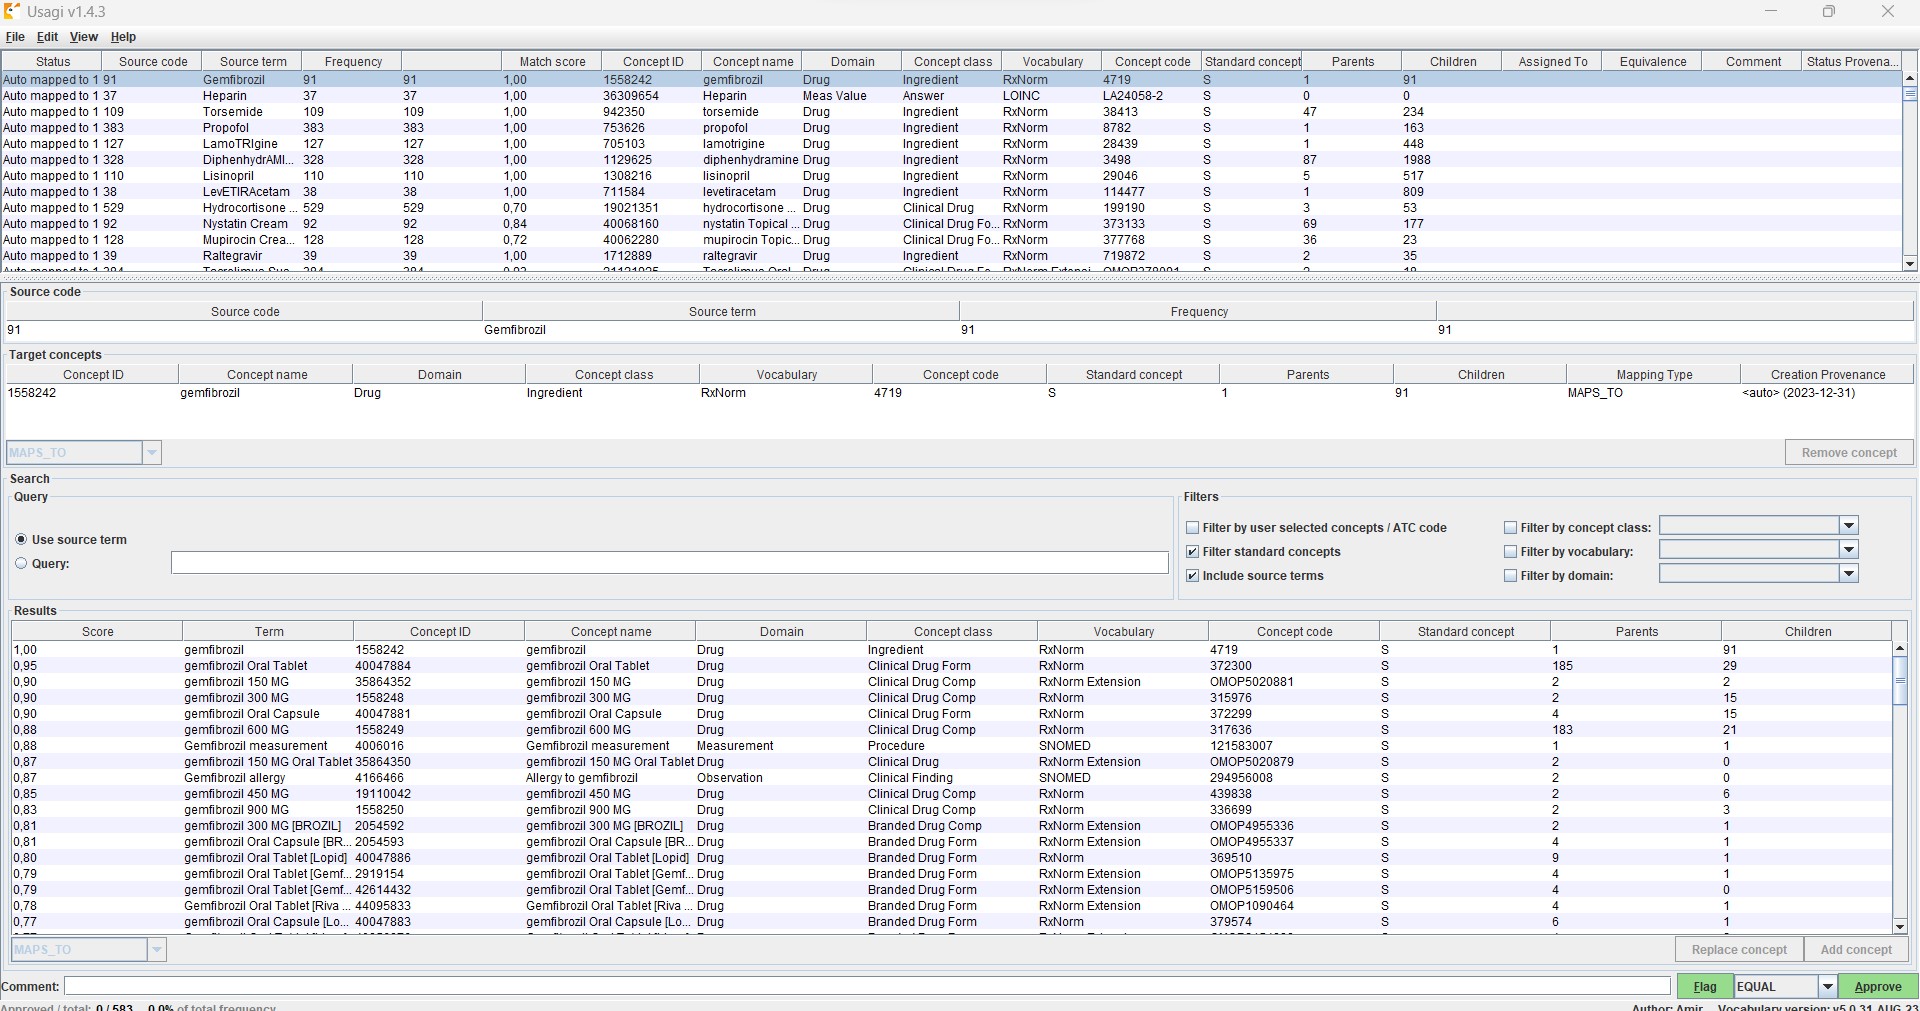 Usagi v1.4.3
File Edit View Help
Status Source code Source term Frequency Match score Concept ID Concept name Domain Concept class Vocabulary Concept code Standard concept Parents Children Assigned To Equivalence Comment Status Provena...
Auto mapped to 1 91 Gemfibrozil 91 91 1,00 1558242 gemfibrozil Drug Ingredient RxNorm 4719 S 1 91
Auto mapped to 1 37 Heparin 37 37 1,00 36309654 Heparin Meas Value Answer LOINC LA24058-2 S 0 0
Auto mapped to 1 109 Torsemide 109 109 1,00 942350 torsemide Drug Ingredient RxNorm 38413 S 47 234
Auto mapped to 1 383 Propofol 383 383 1,00 753626 propofol Drug Ingredient RxNorm 8782 S 1 163
Auto mapped to 1 127 LamoTRIgine 127 127 1,00 705103 lamotrigine Drug Ingredient RxNorm 28439 S 1 448
Auto mapped to 1 328 DiphenhydrAMI... 328 328 1,00 1129625 diphenhydramine Drug Ingredient RxNorm 3498 S 87 1988
Auto mapped to 1 110 Lisinopril 110 110 1,00 1308216 lisinopril Drug Ingredient RxNorm 29046 S 5 517
Auto mapped to 1 38 LevETIRAcetam 38 38 1,00 711584 levetiracetam Drug Ingredient RxNorm 114477 S 1 809
Auto mapped to 1 529 Hydrocortisone ... 529 529 0,70 19021351 hydrocortisone ... Drug Clinical Drug RxNorm 199190 S 3 53
Auto mapped to 1 92 Nystatin Cream 92 92 0,84 40068160 nystatin Topical ... Drug Clinical Drug Fo... RxNorm 373133 S 69 177
Auto mapped to 1 128 Mupirocin Crea... 128 128 0,72 40062280 mupirocin Topic... Drug Clinical Drug Fo... RxNorm 377768 S 36 23
Auto mapped to 1 39 Raltegravir 39 39 1,00 1712889 raltegravir Drug Ingredient RxNorm 719872 S 2 35
Source code
Source code Source term Frequency
91 Gemfibrozil 91 91
Target concepts
Concept ID Concept name Domain Concept class Vocabulary Concept code Standard concept Parents Children Mapping Type Creation Provenance
1558242 gemfibrozil Drug Ingredient RxNorm 4719 S 1 91 MAPS_TO <auto> (2023-12-31)
MAPS_TO Remove concept
Search
Query Filters
Filter by user selected concepts / ATC code Filter by concept class:
Use source term
Filter standard concepts Filter by vocabulary:
Query:
Include source terms Filter by domain:
Results
Score Term Concept ID Concept name Domain Concept class Vocabulary Concept code Standard concept Parents Children
1,00 gemfibrozil 1558242 gemfibrozil Drug Ingredient RxNorm 4719 S 1 91
0,95 gemfibrozil Oral Tablet 40047884 gemfibrozil Oral Tablet Drug Clinical Drug Form RxNorm 372300 S 185 29
0,90 gemfibrozil 150 MG 35864352 gemfibrozil 150 MG Drug Clinical Drug Comp RxNorm Extension OMOP5020881 S 2 2
0,90 gemfibrozil 300 MG 1558248 gemfibrozil 300 MG Drug Clinical Drug Comp RxNorm 315976 S 2 15
0,90 gemfibrozil Oral Capsule 40047881 gemfibrozil Oral Capsule Drug Clinical Drug Form RxNorm 372299 S 4 15
0,88 gemfibrozil 600 MG 1558249 gemfibrozil 600 MG Drug Clinical Drug Comp RxNorm 317636 S 183 21
0,88 Gemfibrozil measurement 4006016 Gemfibrozil measurement Measurement Procedure SNOMED 121583007 S 1 1
0,87 gemfibrozil 150 MG Oral Tablet 35864350 gemfibrozil 150 MG Oral Tablet Drug Clinical Drug RxNorm Extension OMOP5020879 S 2 0
0,87 Gemfibrozil allergy 4166466 Allergy to gemfibrozil Observation Clinical Finding SNOMED 294956008 S 2 0
0,85 gemfibrozil 450 MG 19110042 gemfibrozil 450 MG Drug Clinical Drug Comp RxNorm 439838 S 2 6
0,83 gemfibrozil 900 MG 1558250 gemfibrozil 900 MG Drug Clinical Drug Comp RxNorm 336699 S 2 3
0,81 gemfibrozil 300 MG [BROZIL] 2054592 gemfibrozil 300 MG [BROZIL] Drug Branded Drug Comp RxNorm Extension OMOP4955336 S 2 1
0,81 gemfibrozil Oral Capsule [BR... 2054593 gemfibrozil Oral Capsule [BR... Drug Branded Drug Form RxNorm Extension OMOP4955337 S 4 1
0,80 gemfibrozil Oral Tablet [Lopid] 40047886 gemfibrozil Oral Tablet [Lopid] Drug Branded Drug Form RxNorm 369510 S 9 1
0,79 gemfibrozil Oral Tablet [Gemf... 2919154 gemfibrozil Oral Tablet [Gemf... Drug Branded Drug Form RxNorm Extension OMOP5135975 S 4 1
0,79 gemfibrozil Oral Tablet [Gemf... 42614432 gemfibrozil Oral Tablet [Gemf... Drug Branded Drug Form RxNorm Extension OMOP5159506 S 4 0
0,78 Gemfibrozil Oral Tablet [Riva ... 44095833 Gemfibrozil Oral Tablet [Riva ... Drug Branded Drug Form RxNorm Extension OMOP1090464 S 4 1
0,77 gemfibrozil Oral Capsule [Lo... 40047883 gemfibrozil Oral Capsule [Lo... Drug Branded Drug Form RxNorm 379574 S 6 1
MAPS_TO Replace concept Add concept
Comment: Flag EQUAL Approve
Approved / total: 0 / 583 0.0% of total frequency Author: Amir Vocabulary version: v5.0 31-AUG-23